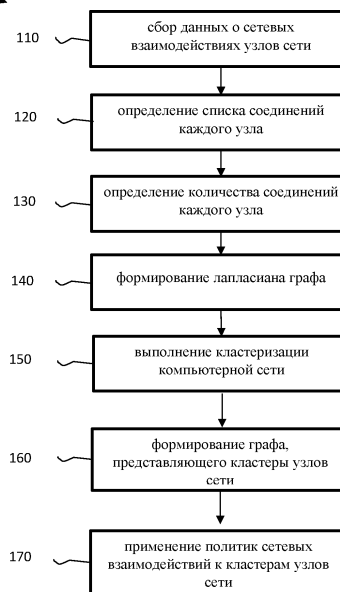 110
сбор данных о сетевых
взаимодействиях узлов сети
120
определение списка соединений
каждого узла
130
определение количества соединений
каждого узла
140
формирование лапласиана графа
150
выполнение кластеризации
компьютерной сети
160
формирование графа,
представляющего кластеры узлов
сети
170
применение политик сетевых
взаимодействий к кластерам узлов
сети